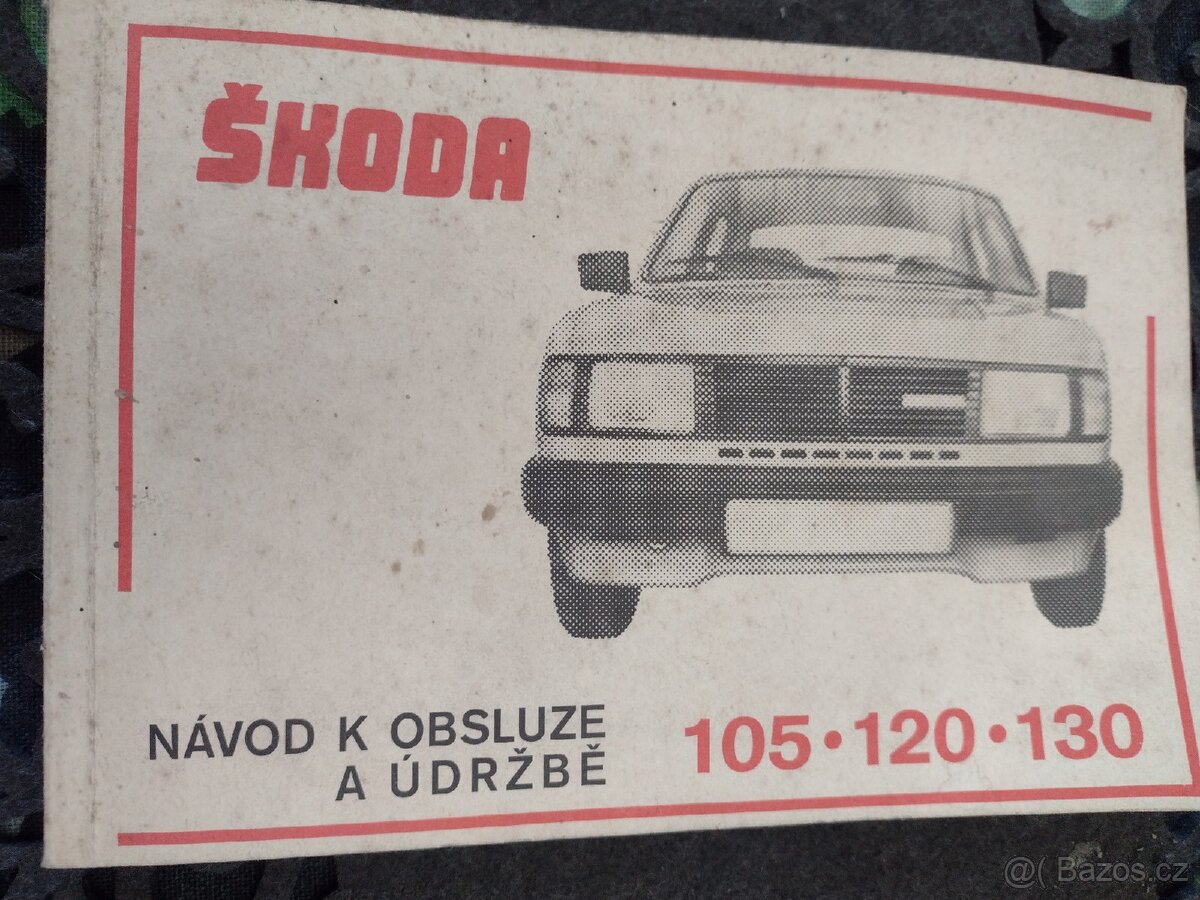 ŠKODA
NÁVOD K OBSLUZE
A ÚDRŽBĚ
105 • 120 • 130
@( Bazos.cz